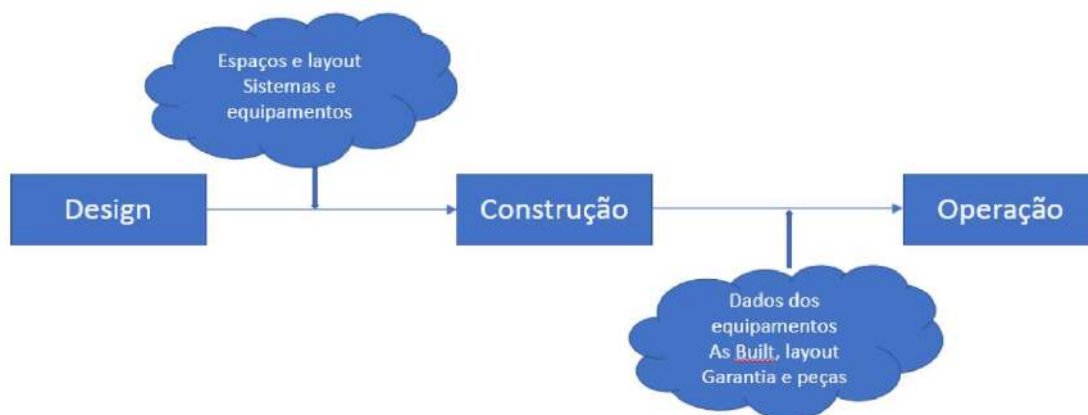 Espaços e layout
Sistemas e
equipamentos
Design
Construção
Operação
Dados dos
equipamentos
As Built, layout
Garantia e peças